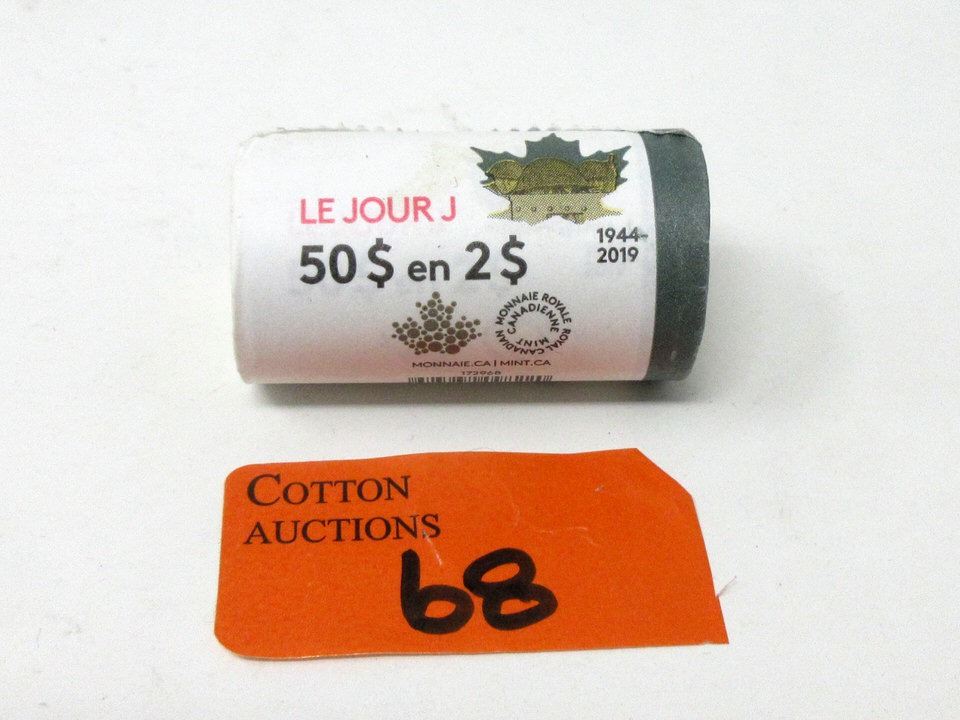 LE JOUR J
50 $ en 2 $
1944-
2019
MONNAIE ROYALE CANADIENNE
ROYAL CANADIAN MINT
MONNAIE.CA | MINT.CA
172968
COTTON
AUCTIONS
68